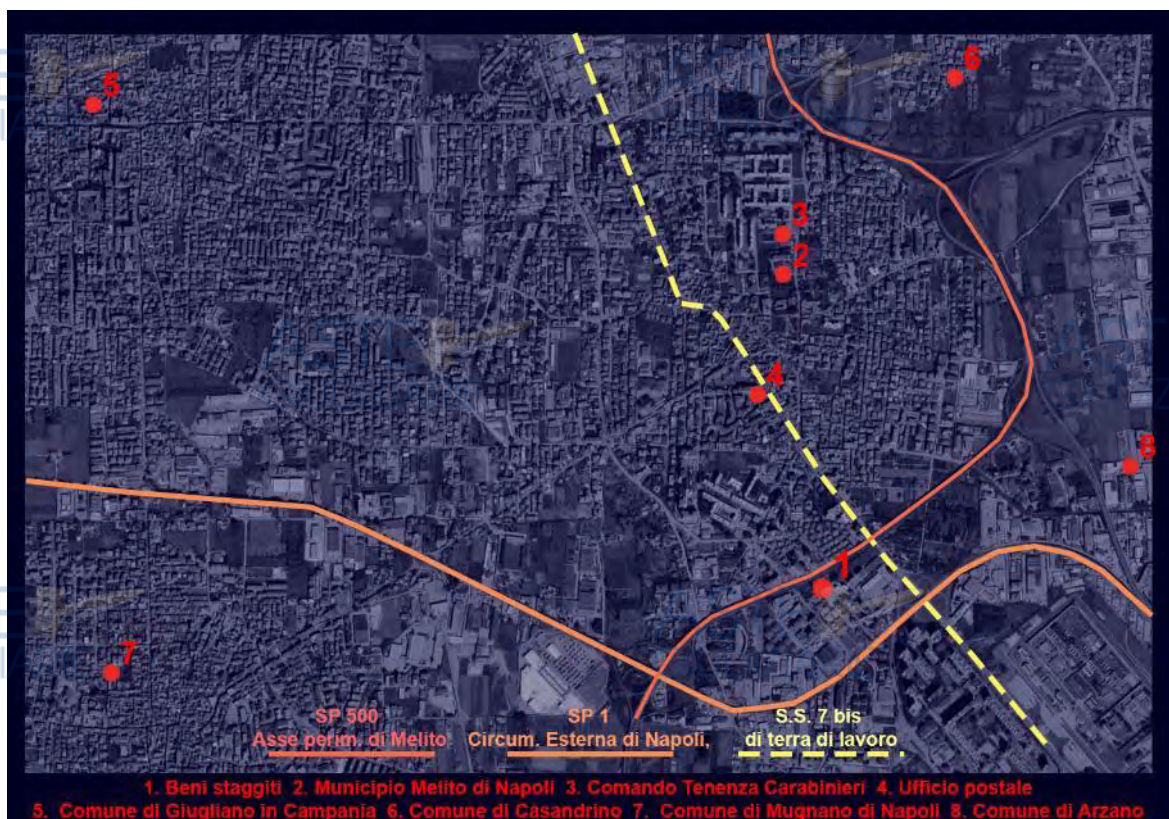 5
6
3
2
4
8
1
7
SP 500
Asse perim. di Melito
SP 1
Circum. Esterna di Napoli,
S.S. 7 bis
di terra di lavoro
1. Beni staggiti 2. Municipio Melito di Napoli 3. Comando Tenenza Carabinieri 4. Ufficio postale
5. Comune di Giugliano in Campania 6. Comune di Casandrino 7. Comune di Mugnano di Napoli 8. Comune di Arzano